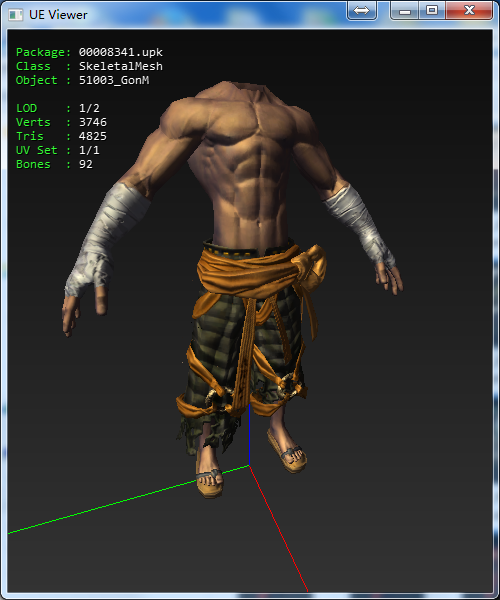 UE Viewer
Package: 00008341.upk
Class : SkeletalMesh
Object : 51003_GonM
LOD : 1/2
Verts : 3746
Tris : 4825
UV Set : 1/1
Bones : 92